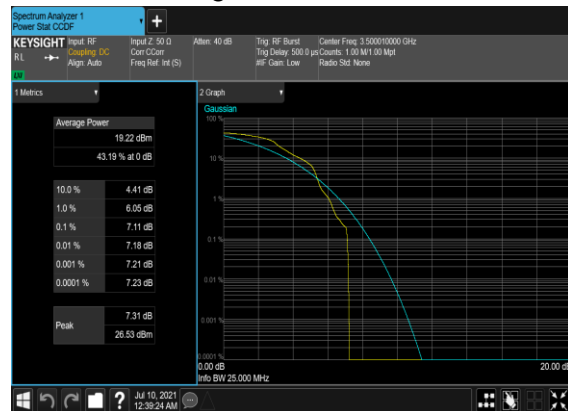 Spectrum Analyzer 1
Power Stat CCDF
+
KEYSIGHT
RL
LW
Input: RF
Coupling: DC
Align: Auto
Input Z: 50 Ω
Corr CCorr
Freq Ref: Int (S)
Atten: 40 dB
Trig: RF Burst
Trig Delay: 500.0 µs
#IF Gain: Low
Center Freq: 3.500010000 GHz
Counts: 1.00 M/1.00 Mpt
Radio Std: None
1 Metrics
Average Power
19.22 dBm
43.19 % at 0 dB
10.0 % 4.41 dB
1.0 % 6.05 dB
0.1 % 7.11 dB
0.01 % 7.18 dB
0.001 % 7.21 dB
0.0001 % 7.23 dB
Peak
7.31 dB
26.53 dBm
2 Graph
Gaussian
100 %
10 %
1 %
0.1 %
0.01 %
0.001 %
0.0001 %
0.00 dB
20.00 dB
Info BW 25.000 MHz
?
Jul 10, 2021
12:39:24 AM